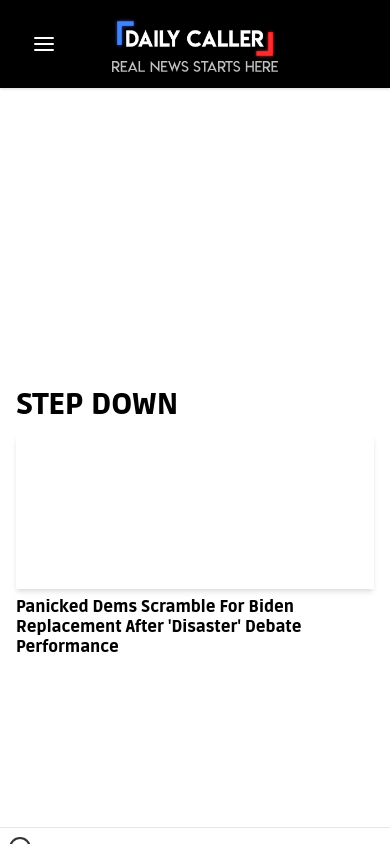 DAILY CALLER
REAL NEWS STARTS HERE
STEP DOWN
Panicked Dems Scramble For Biden
Replacement After 'Disaster' Debate
Performance